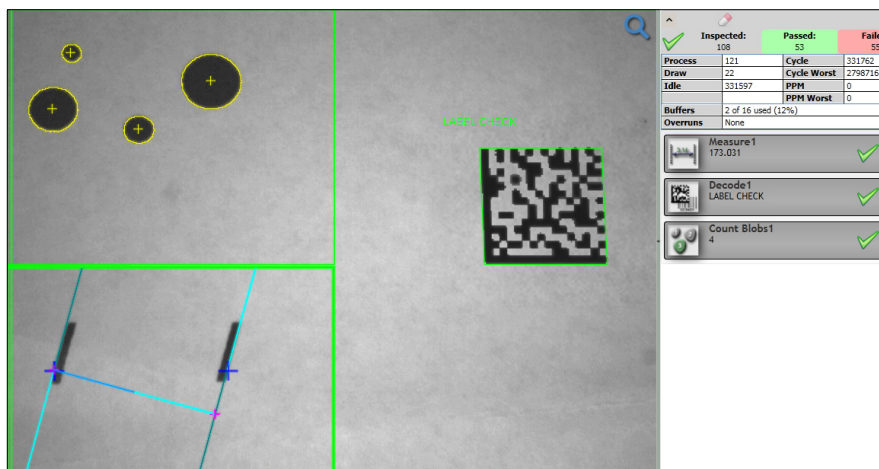 LABEL CHECK
Inspected: Passed: Faile
108 53 55
Process 121 Cycle 331762
Draw 22 Cycle Worst 2798716
Idle 331597 PPM 0
PPM Worst 0
Buffers 2 of 16 used (12%)
Overruns None
Measure1
173.031
Decode1
LABEL CHECK
Count Blobs1
4